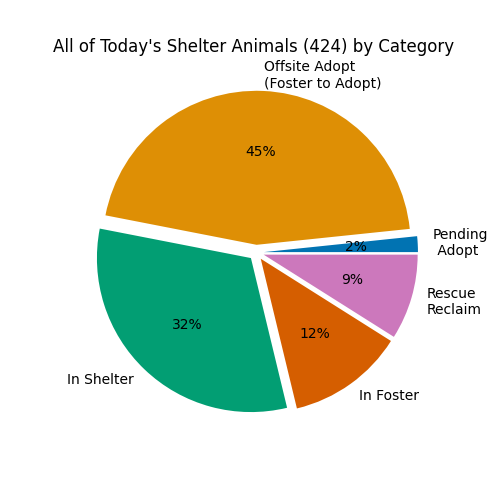 All of Today's Shelter Animals (424) by Category
Offsite Adopt
(Foster to Adopt)
45%
Pending
Adopt
2%
Rescue
Reclaim
9%
32%
12%
In Shelter
In Foster